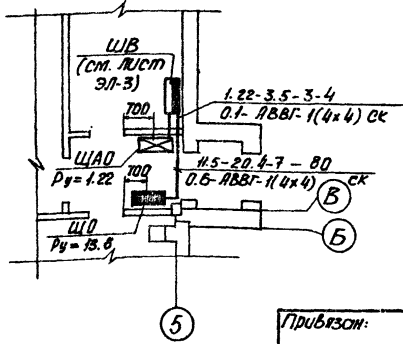 ШВ
(см. лист
ЭЛ-3)
700
1.22-3.5-3-4
0.1-АВВГ-1(4х4) СК
ЩАО
Ру=1.22
700
11.5-20.4-7-80
0.6-АВВГ-1(4х4) СК
ЩО
Ру=13.8
В
Б
5
Привязан: